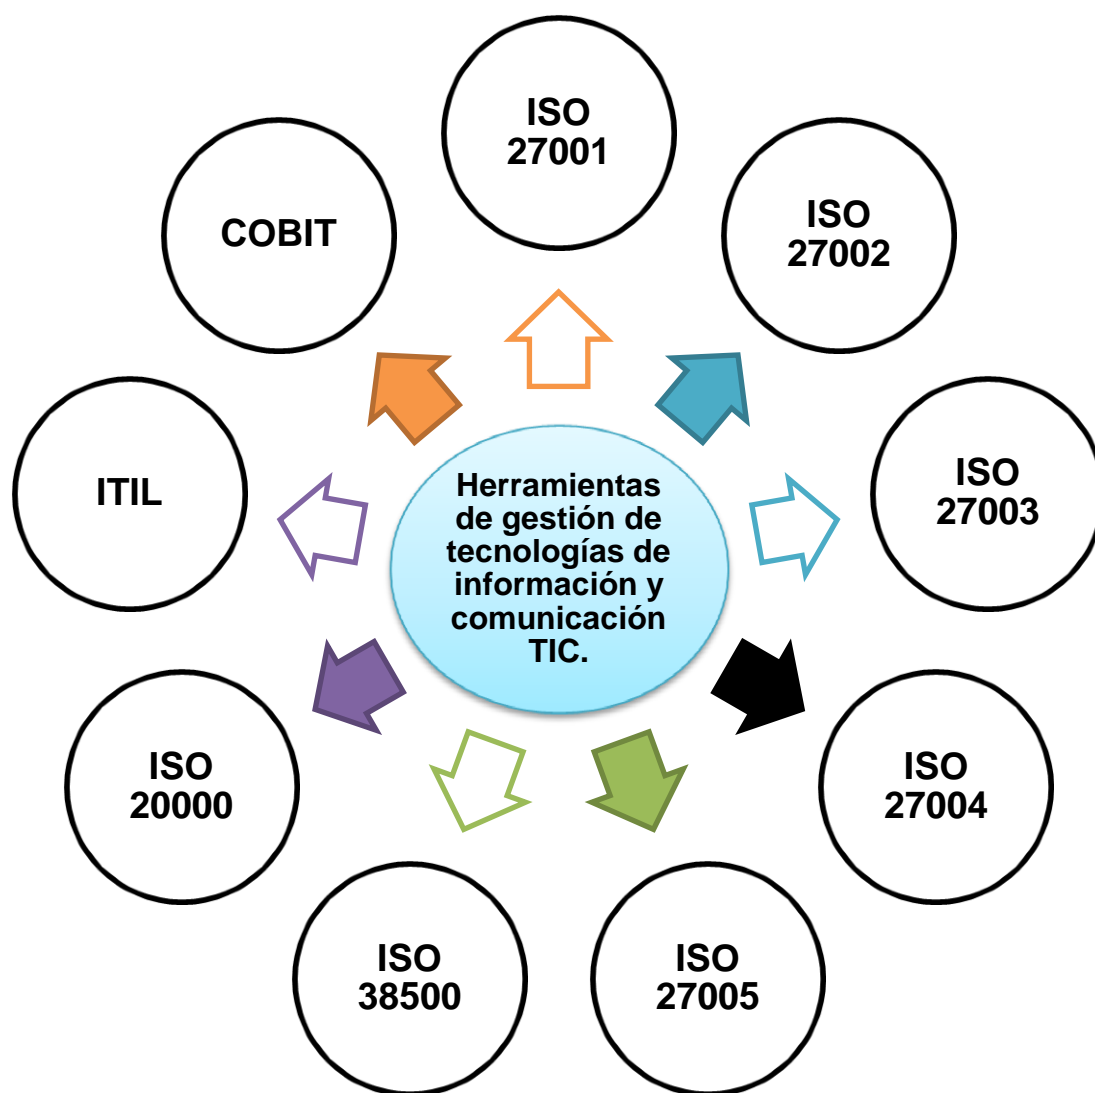 ISO
27001
ISO
27002
ISO
27003
ISO
27004
ISO
27005
ISO
38500
ISO
20000
ITIL
COBIT
Herramientas
de gestión de
tecnologías de
información y
comunicación
TIC.